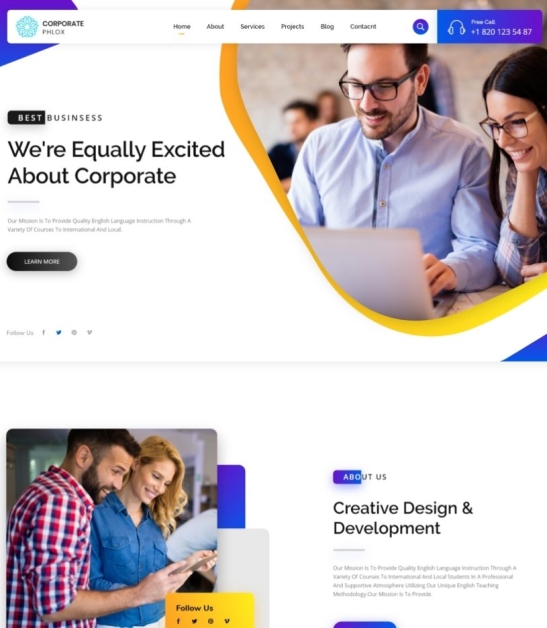 CORPORATE
PHLOX
Home About Services Projects Blog Contacnt
Free Call:
+1 820 123 54 87
BEST BUSINSESS
We're Equally Excited
About Corporate
Our Mission Is To Provide Quality English Language Instruction Through A
Variety Of Courses To International And Local.
LEARN MORE
Follow Us
ABOUT US
Creative Design &
Development
Our Mission Is To Provide Quality English Language Instruction Through A
Variety Of Courses To International And Local Students In A Professional
And Supportive Atmosphere Utilizing Our Unique English Teaching
Methodology.Our Mission Is To Provide.
Follow Us